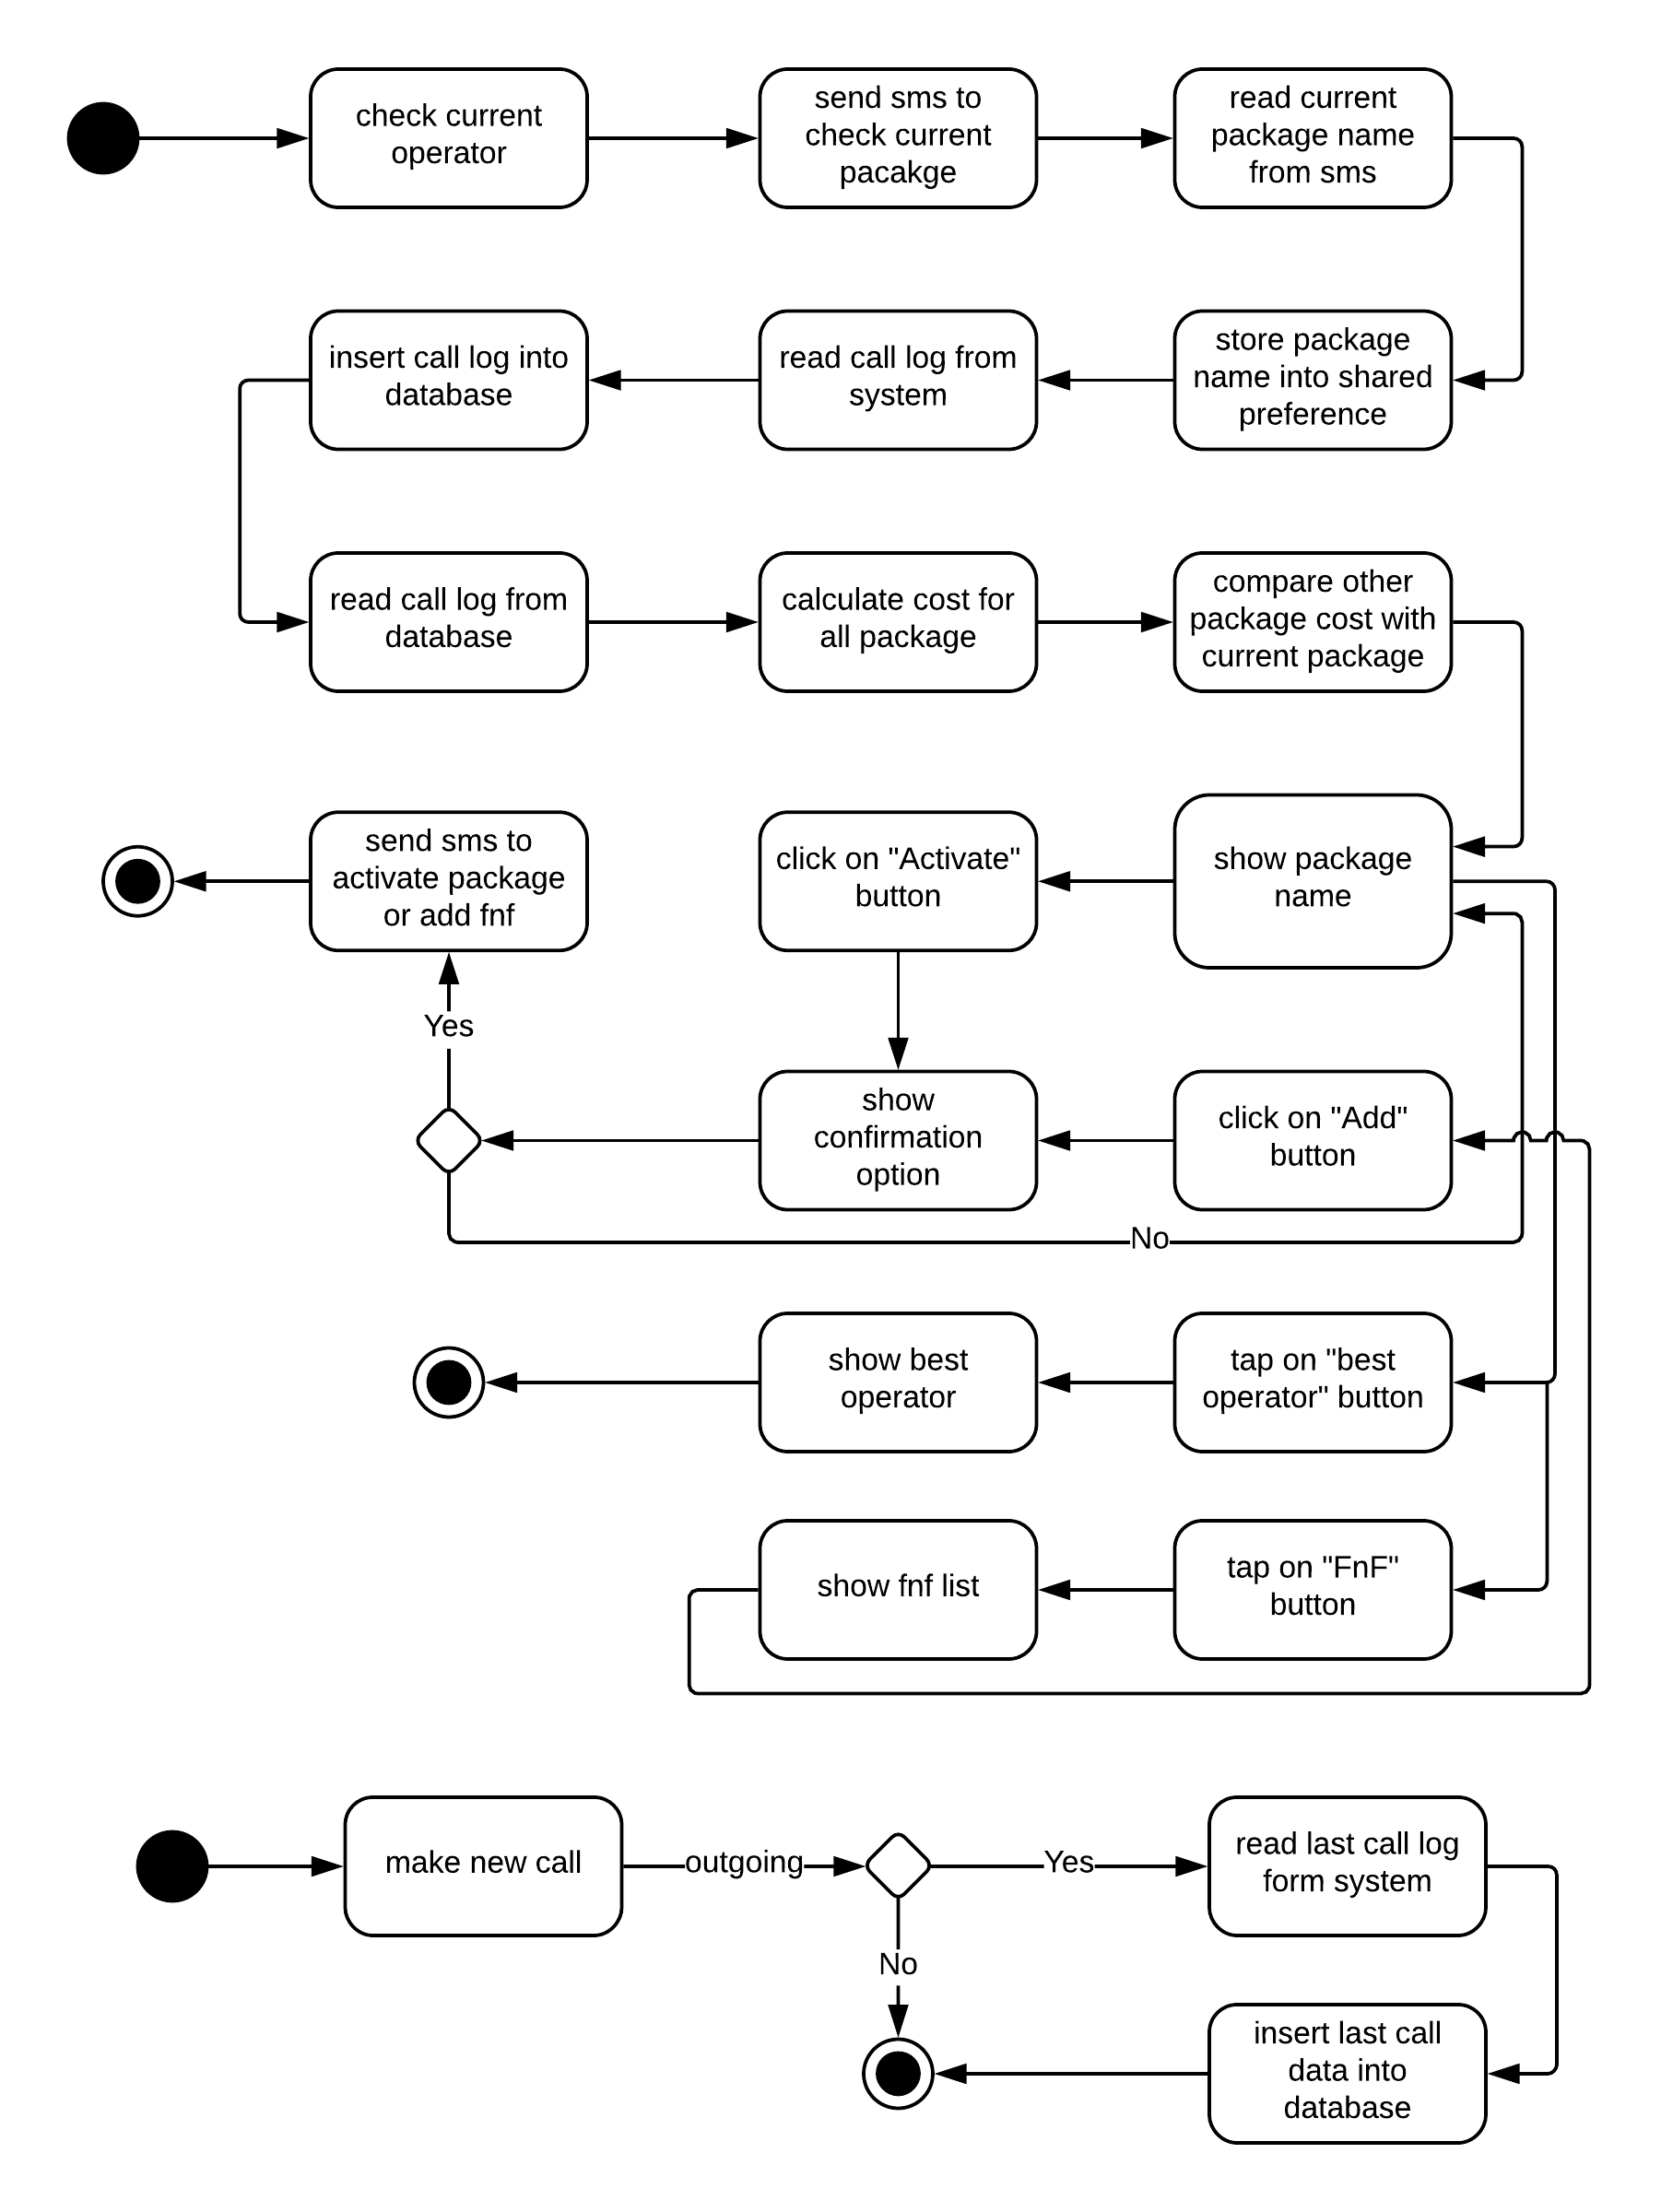 check current
operator
send sms to
check current
pacakge
read current
package name
from sms
insert call log into
database
read call log from
system
store package
name into shared
preference
read call log from
database
calculate cost for
all package
compare other
package cost with
current package
send sms to
activate package
or add fnf
click on "Activate"
button
show package
name
Yes
show
confirmation
option
click on "Add"
button
No
show best
operator
tap on "best
operator" button
show fnf list
tap on "FnF"
button
make new call
outgoing
Yes
read last call log
form system
No
insert last call
data into
database